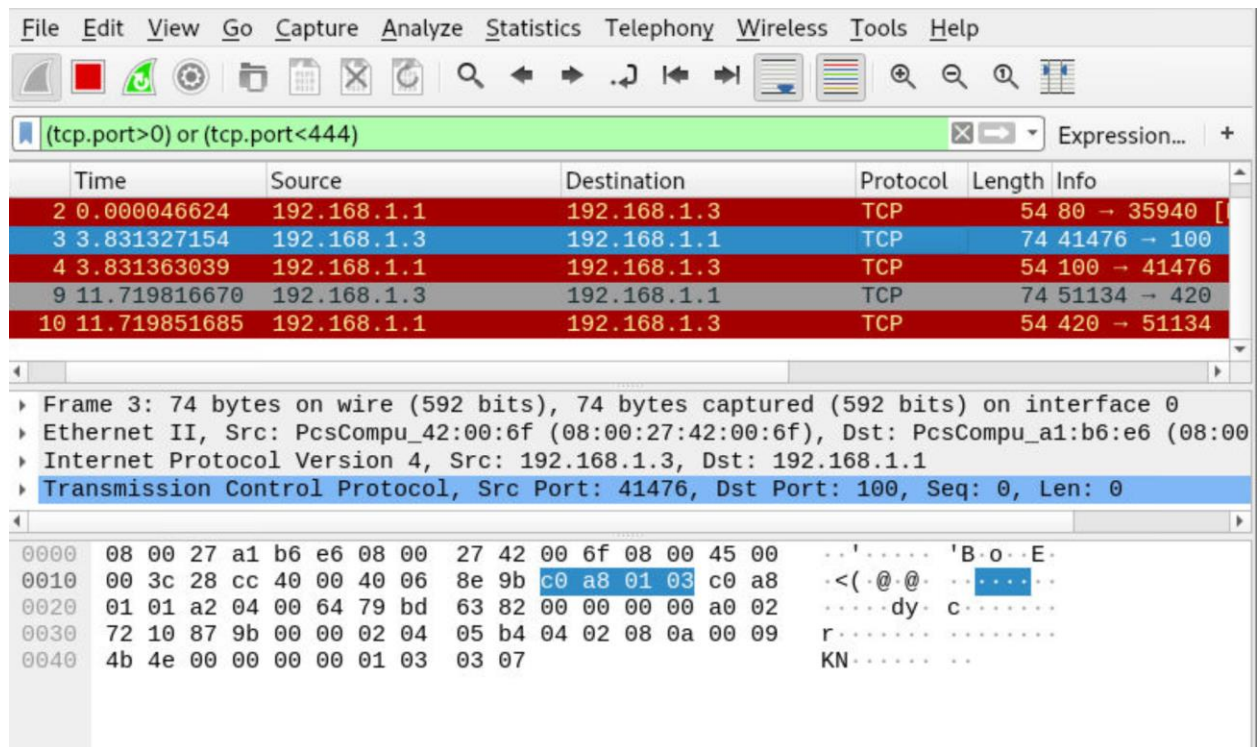 File Edit View Go Capture Analyze Statistics Telephony Wireless Tools Help
(tcp.port>0) or (tcp.port<444) Expression... +
Time Source Destination Protocol Length Info
2 0.000046624 192.168.1.1 192.168.1.3 TCP 54 80 → 35940 [
3 3.831327154 192.168.1.3 192.168.1.1 TCP 74 41476 → 100
4 3.831363039 192.168.1.1 192.168.1.3 TCP 54 100 → 41476
9 11.719816670 192.168.1.3 192.168.1.1 TCP 74 51134 → 420
10 11.719851685 192.168.1.1 192.168.1.3 TCP 54 420 → 51134
Frame 3: 74 bytes on wire (592 bits), 74 bytes captured (592 bits) on interface 0
Ethernet II, Src: PcsCompu_42:00:6f (08:00:27:42:00:6f), Dst: PcsCompu_a1:b6:e6 (08:00
Internet Protocol Version 4, Src: 192.168.1.3, Dst: 192.168.1.1
Transmission Control Protocol, Src Port: 41476, Dst Port: 100, Seq: 0, Len: 0
0000 08 00 27 a1 b6 e6 08 00 27 42 00 6f 08 00 45 00 ··'····· 'B·o··E·
0010 00 3c 28 cc 40 00 40 06 8e 9b c0 a8 01 03 c0 a8 ·<(·@·@· ········
0020 01 01 a2 04 00 64 79 bd 63 82 00 00 00 00 a0 02 ·····dy· c·······
0030 72 10 87 9b 00 00 02 04 05 b4 04 02 08 0a 00 09 r······· ········
0040 4b 4e 00 00 00 00 01 03 03 07 KN······ ··